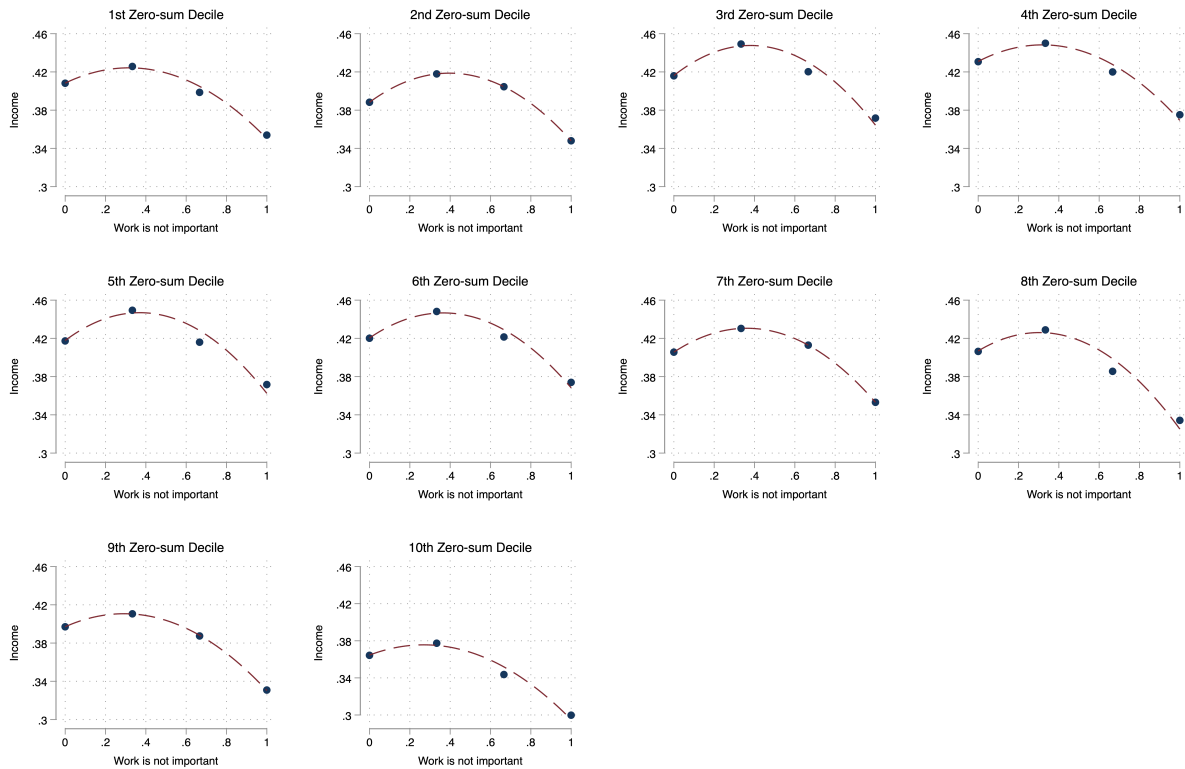 1st Zero-sum Decile
.46
.42
.38
.34
.3
Income
0 .2 .4 .6 .8 1
Work is not important
2nd Zero-sum Decile
.46
.42
.38
.34
.3
Income
0 .2 .4 .6 .8 1
Work is not important
3rd Zero-sum Decile
.46
.42
.38
.34
.3
Income
0 .2 .4 .6 .8 1
Work is not important
4th Zero-sum Decile
.46
.42
.38
.34
.3
Income
0 .2 .4 .6 .8 1
Work is not important
5th Zero-sum Decile
.46
.42
.38
.34
.3
Income
0 .2 .4 .6 .8 1
Work is not important
6th Zero-sum Decile
.46
.42
.38
.34
.3
Income
0 .2 .4 .6 .8 1
Work is not important
7th Zero-sum Decile
.46
.42
.38
.34
.3
Income
0 .2 .4 .6 .8 1
Work is not important
8th Zero-sum Decile
.46
.42
.38
.34
.3
Income
0 .2 .4 .6 .8 1
Work is not important
9th Zero-sum Decile
.46
.42
.38
.34
.3
Income
0 .2 .4 .6 .8 1
Work is not important
10th Zero-sum Decile
.46
.42
.38
.34
.3
Income
0 .2 .4 .6 .8 1
Work is not important